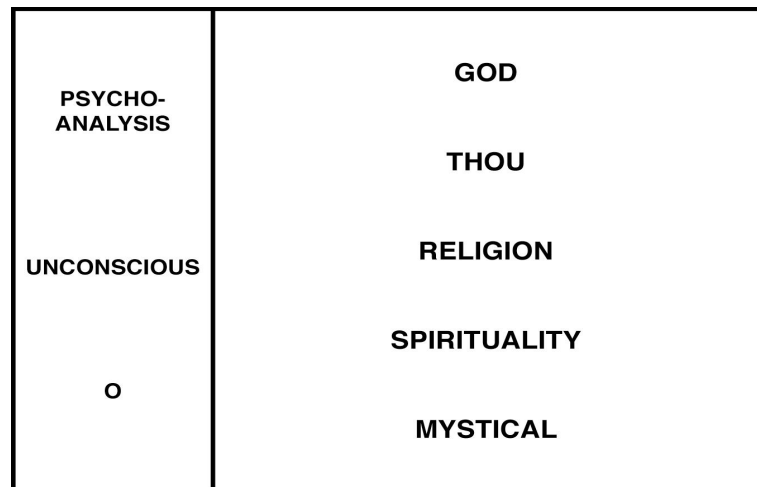 PSYCHO-
ANALYSIS
UNCONSCIOUS
O
GOD
THOU
RELIGION
SPIRITUALITY
MYSTICAL